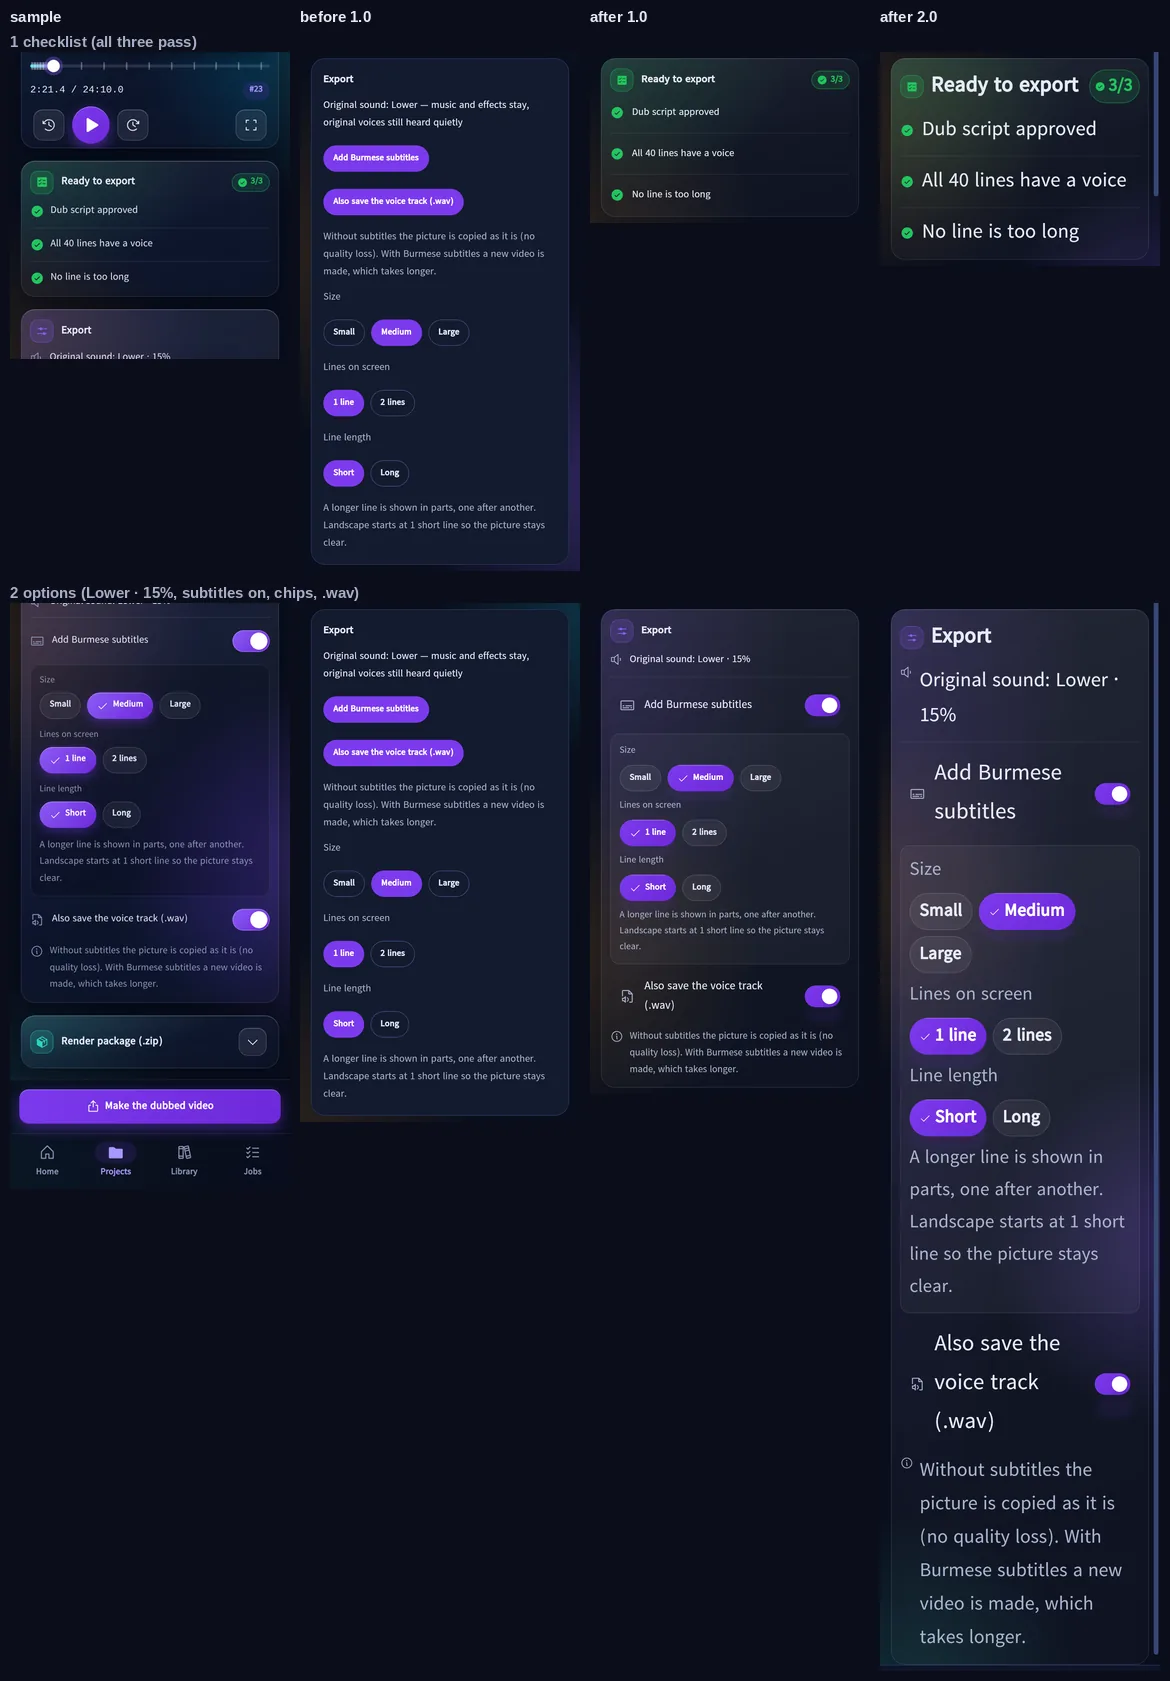 sample
before 1.0
after 1.0
after 2.0
1 checklist (all three pass)
2:21.4 / 24:10.0
#23
Ready to export
3/3
Dub script approved
All 40 lines have a voice
No line is too long
Export
Original sound: Lower · 15%
Export
Original sound: Lower — music and effects stay,
original voices still heard quietly
Add Burmese subtitles
Also save the voice track (.wav)
Without subtitles the picture is copied as it is (no
quality loss). With Burmese subtitles a new video is
made, which takes longer.
Size
Small
Medium
Large
Lines on screen
1 line
2 lines
Line length
Short
Long
A longer line is shown in parts, one after another.
Landscape starts at 1 short line so the picture stays
clear.
Ready to export
3/3
Dub script approved
All 40 lines have a voice
No line is too long
Ready to export
3/3
Dub script approved
All 40 lines have a voice
No line is too long
2 options (Lower · 15%, subtitles on, chips, .wav)
Original sound: Lower · 15%
Add Burmese subtitles
Size
Small
Medium
Large
Lines on screen
1 line
2 lines
Line length
Short
Long
A longer line is shown in parts, one after another.
Landscape starts at 1 short line so the picture stays
clear.
Also save the voice track (.wav)
Without subtitles the picture is copied as it is (no
quality loss). With Burmese subtitles a new video is
made, which takes longer.
Render package (.zip)
Make the dubbed video
Home
Projects
Library
Jobs
Export
Original sound: Lower — music and effects stay,
original voices still heard quietly
Add Burmese subtitles
Also save the voice track (.wav)
Without subtitles the picture is copied as it is (no
quality loss). With Burmese subtitles a new video is
made, which takes longer.
Size
Small
Medium
Large
Lines on screen
1 line
2 lines
Line length
Short
Long
A longer line is shown in parts, one after another.
Landscape starts at 1 short line so the picture stays
clear.
Export
Original sound: Lower · 15%
Add Burmese subtitles
Size
Small
Medium
Large
Lines on screen
1 line
2 lines
Line length
Short
Long
A longer line is shown in parts, one after another.
Landscape starts at 1 short line so the picture stays
clear.
Also save the voice track
(.wav)
Without subtitles the picture is copied as it is (no
quality loss). With Burmese subtitles a new video is
made, which takes longer.
Export
Original sound: Lower ·
15%
Add Burmese
subtitles
Size
Small
Medium
Large
Lines on screen
1 line
2 lines
Line length
Short
Long
A longer line is shown in
parts, one after another.
Landscape starts at 1 short
line so the picture stays
clear.
Also save the
voice track
(.wav)
Without subtitles the
picture is copied as it is
(no quality loss). With
Burmese subtitles a new
video is made, which
takes longer.